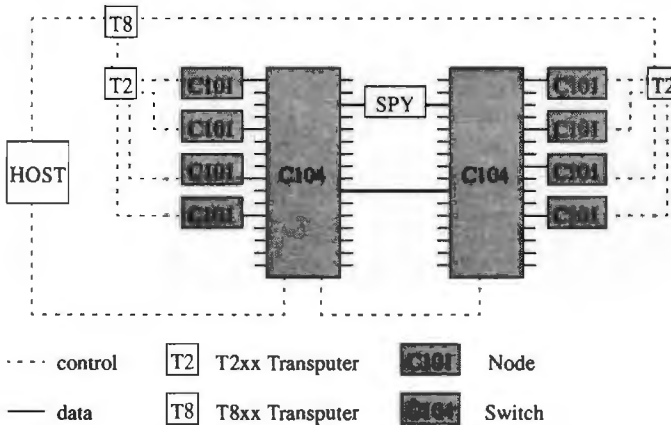 T8
T2 C101 C101 T2
SPY
C101 C101
HOST C101 C104 C104 C101
C101 C101
control T2 T2xx Transputer C101 Node
data T8 T8xx Transputer C104 Switch